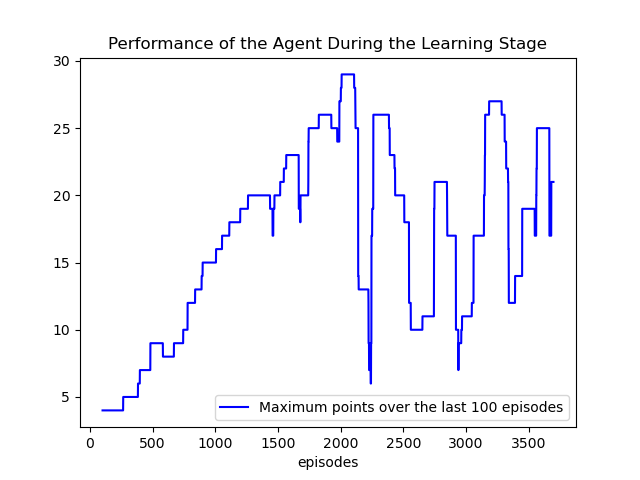 Performance of the Agent During the Learning Stage
30
25
20
15
10
5
Maximum points over the last 100 episodes
0 500 1000 1500 2000 2500 3000 3500
episodes